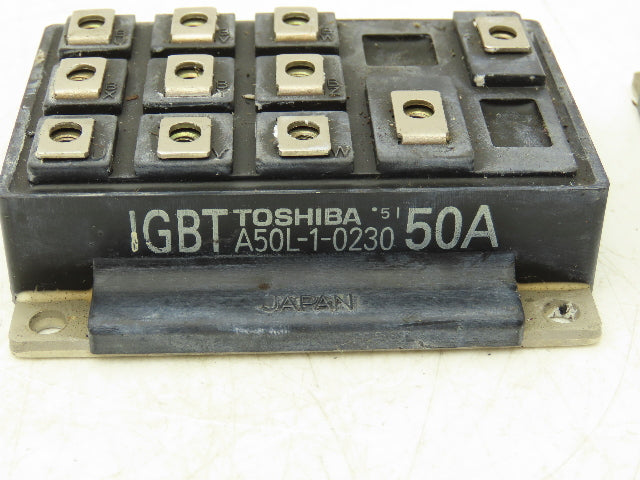 V W
IGBT TOSHIBA '51 50A
A50L-1-0230
JAPAN